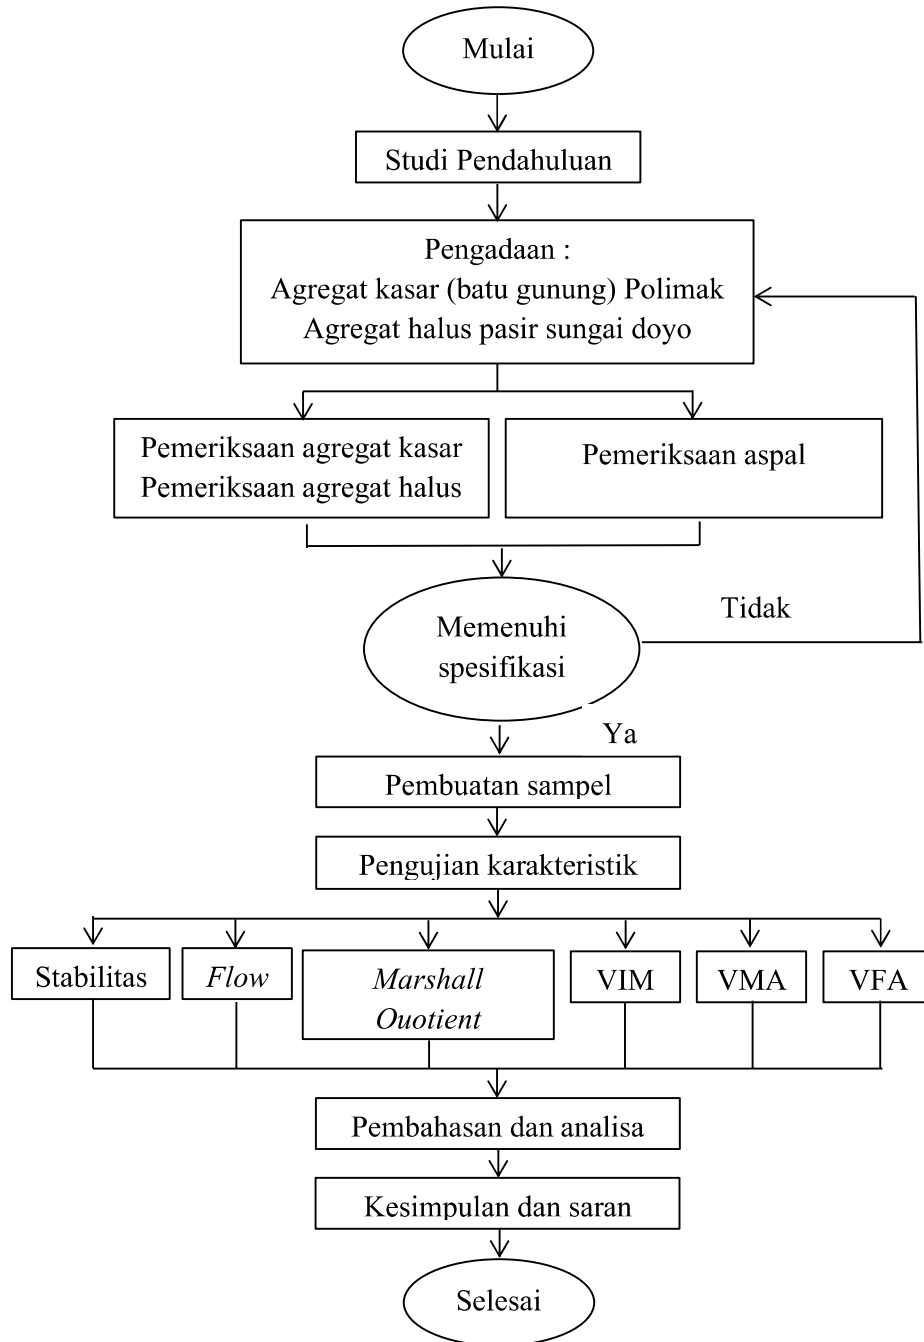 Mulai
Studi Pendahuluan
Pengadaan :
Agregat kasar (batu gunung) Polimak
Agregat halus pasir sungai doyo
Pemeriksaan agregat kasar
Pemeriksaan agregat halus
Pemeriksaan aspal
Memenuhi
spesifikasi
Tidak
Ya
Pembuatan sampel
Pengujian karakteristik
Stabilitas
Flow
Marshall
Quotient
VIM
VMA
VFA
Pembahasan dan analisa
Kesimpulan dan saran
Selesai